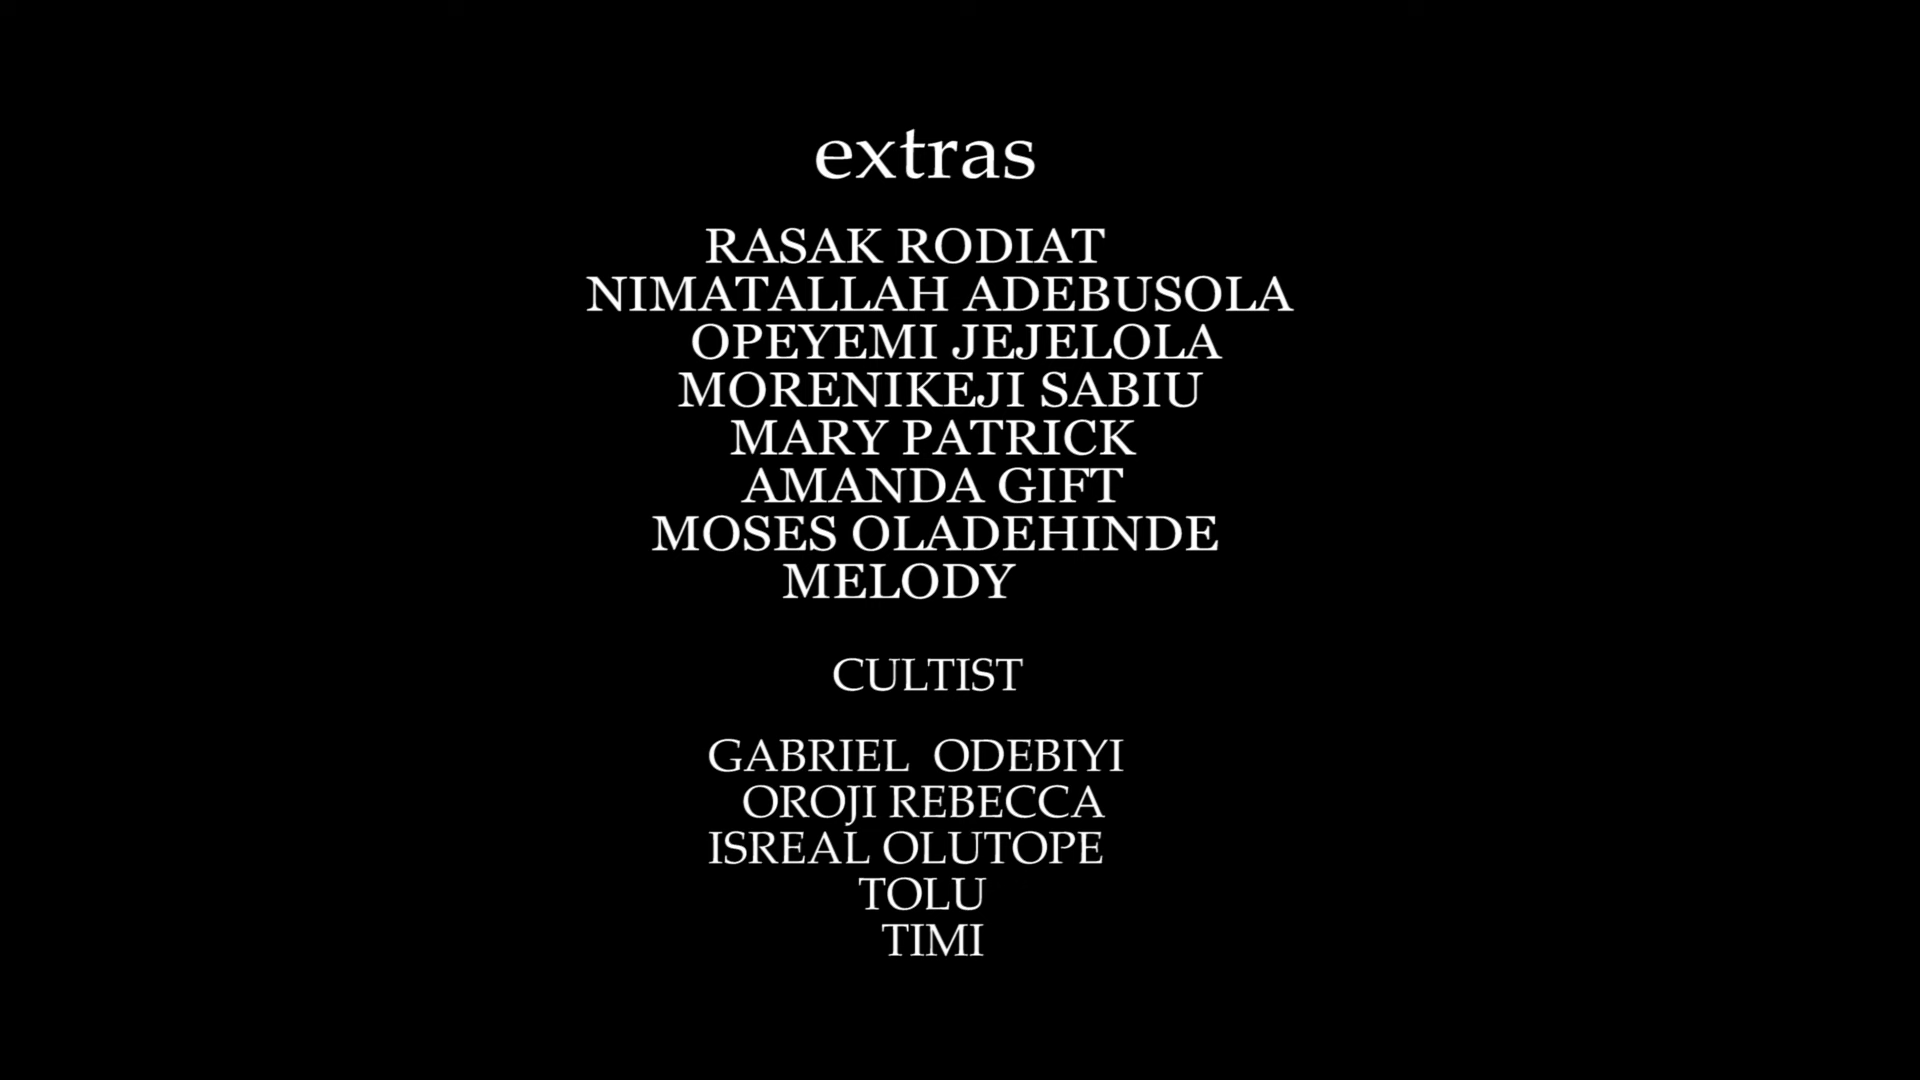 extras
RASAK RODIAT
NIMATALLAH ADEBUSOLA
OPEYEMI JEJELOLA
MORENIKEJI SABIU
MARY PATRICK
AMANDA GIFT
MOSES OLADEHINDE
MELODY
CULTIST
GABRIEL ODEBIYI
OROJI REBECCA
ISREAL OLUTOPE
TOLU
TIMI